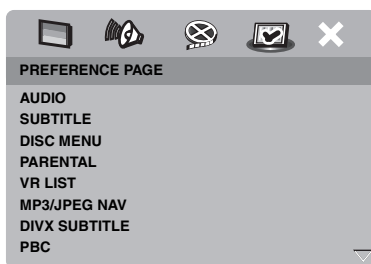 PREFERENCE PAGE
AUDIO
SUBTITLE
DISC MENU
PARENTAL
VR LIST
MP3/JPEG NAV
DIVX SUBTITLE
PBC